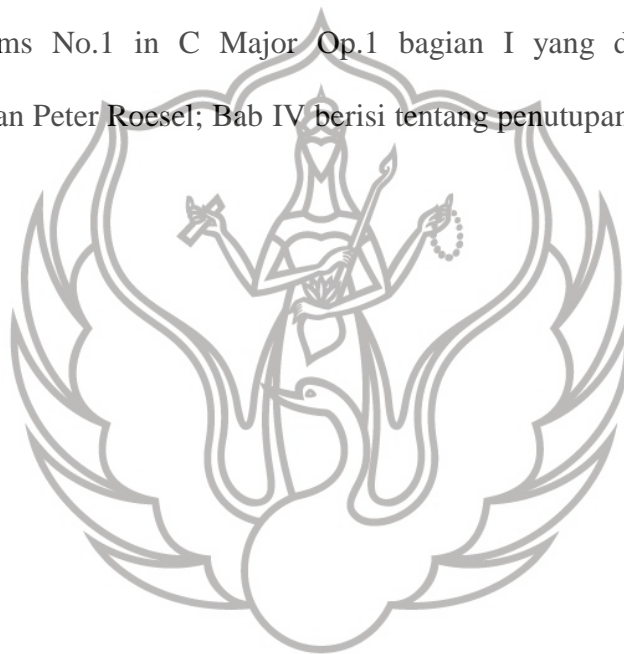 ms No.1 in C Major Op.1 bagian I yang d
an Peter Roesel; Bab IV berisi tentang penutupan